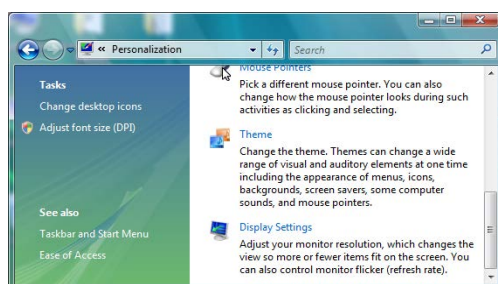 « Personalization
Search
Tasks
Change desktop icons
Adjust font size (DPI)
See also
Taskbar and Start Menu
Ease of Access
Mouse Pointers
Pick a different mouse pointer. You can also
change how the mouse pointer looks during such
activities as clicking and selecting.
Theme
Change the theme. Themes can change a wide
range of visual and auditory elements at one time
including the appearance of menus, icons,
backgrounds, screen savers, some computer
sounds, and mouse pointers.
Display Settings
Adjust your monitor resolution, which changes the
view so more or fewer items fit on the screen. You
can also control monitor flicker (refresh rate).